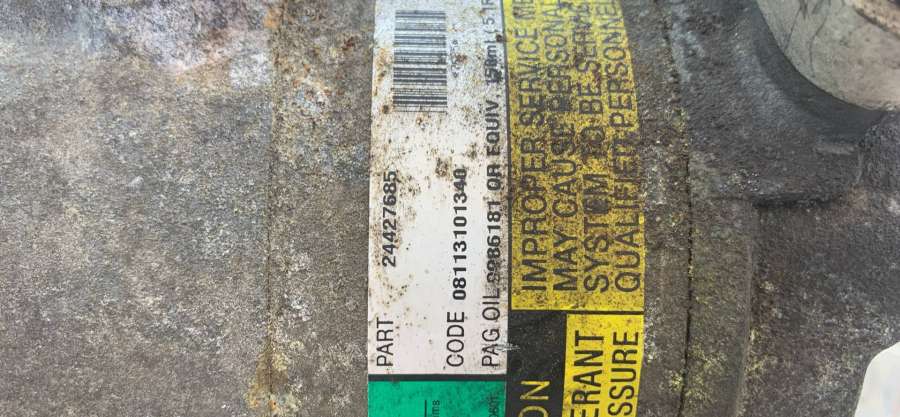 PART 24427685
CODE 08113101340
PAG OIL 9986181 OR EQUIV.
IMPROPER SERVICE
MAY CAUSE PERSONAL
SYSTEM TO BE SERVICED
QUALIFIED PERSONNEL
ON
ERANT
SSURE
ms